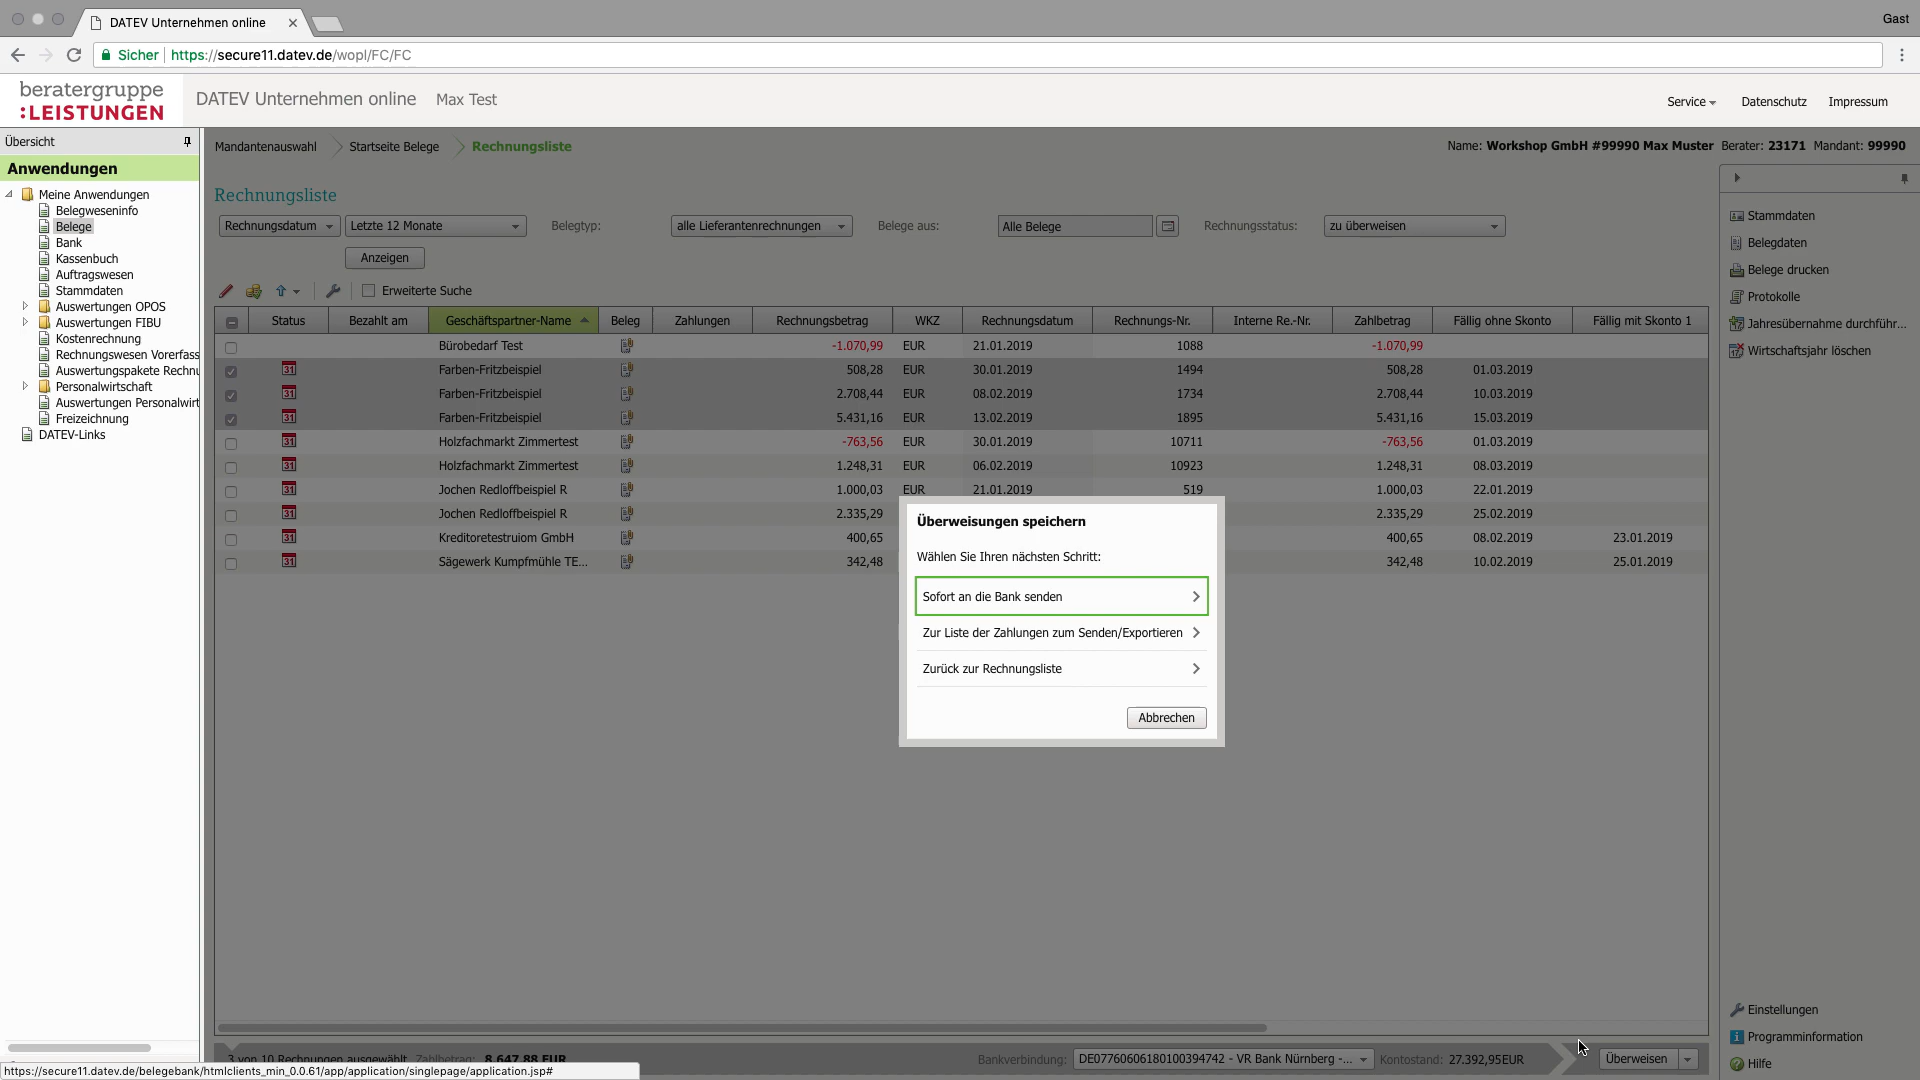 DATEV Unternehmen online
Gast
Sicher https://secure11.datev.de/wopl/FC/FC
beratergruppe
:LEISTUNGEN
DATEV Unternehmen online Max Test
Service Datenschutz Impressum
Übersicht
Anwendungen
Meine Anwendungen
Belegweseninfo
Belege
Bank
Kassenbuch
Auftragswesen
Stammdaten
Auswertungen OPOS
Auswertungen FIBU
Kostenrechnung
Rechnungswesen Vorerfass
Auswertungspakete Rechnu
Personalwirtschaft
Auswertungen Personalwirt
Freizeichnung
DATEV-Links
Mandantenauswahl Startseite Belege Rechnungsliste
Name: Workshop GmbH #99990 Max Muster Berater: 23171 Mandant: 99990
Rechnungsliste
Rechnungsdatum Letzte 12 Monate Belegtyp: alle Lieferantenrechnungen Belege aus: Alle Belege Rechnungsstatus: zu überweisen
Anzeigen
Erweiterte Suche
Status Bezahlt am Geschäftspartner-Name Beleg Zahlungen Rechnungsbetrag WKZ Rechnungsdatum Rechnungs-Nr. Interne Re.-Nr. Zahlbetrag Fällig ohne Skonto Fällig mit Skonto 1
Bürobedarf Test -1.070,99 EUR 21.01.2019 1088 -1.070,99
31 Farben-Fritzbeispiel 508,28 EUR 30.01.2019 1494 508,28 01.03.2019
31 Farben-Fritzbeispiel 2.708,44 EUR 08.02.2019 1734 2.708,44 10.03.2019
31 Farben-Fritzbeispiel 5.431,16 EUR 13.02.2019 1895 5.431,16 15.03.2019
31 Holzfachmarkt Zimmertest -763,56 EUR 30.01.2019 10711 -763,56 01.03.2019
31 Holzfachmarkt Zimmertest 1.248,31 EUR 06.02.2019 10923 1.248,31 08.03.2019
31 Jochen Redloffbeispiel R 1.000,03 EUR 21.01.2019 519 1.000,03 22.01.2019
31 Jochen Redloffbeispiel R 2.335,29 2.335,29 25.02.2019
31 Kreditoretestruiom GmbH 400,65 400,65 08.02.2019 23.01.2019
31 Sägewerk Kumpfmühle TE... 342,48 342,48 10.02.2019 25.01.2019
Überweisungen speichern
Wählen Sie Ihren nächsten Schritt:
Sofort an die Bank senden
Zur Liste der Zahlungen zum Senden/Exportieren
Zurück zur Rechnungsliste
Abbrechen
Stammdaten
Belegdaten
Belege drucken
Protokolle
Jahresübernahme durchführ...
Wirtschaftsjahr löschen
Einstellungen
Programminformation
Hilfe
3 von 10 Rechnungen ausgewählt Zahlbetrag: 8.647,88 EUR
Bankverbindung: DE07760606180100394742 - VR Bank Nürnberg -... Kontostand: 27.392,95EUR Überweisen
https://secure11.datev.de/belegebank/htmlclients_min_0.0.61/app/application/singlepage/application.jsp#